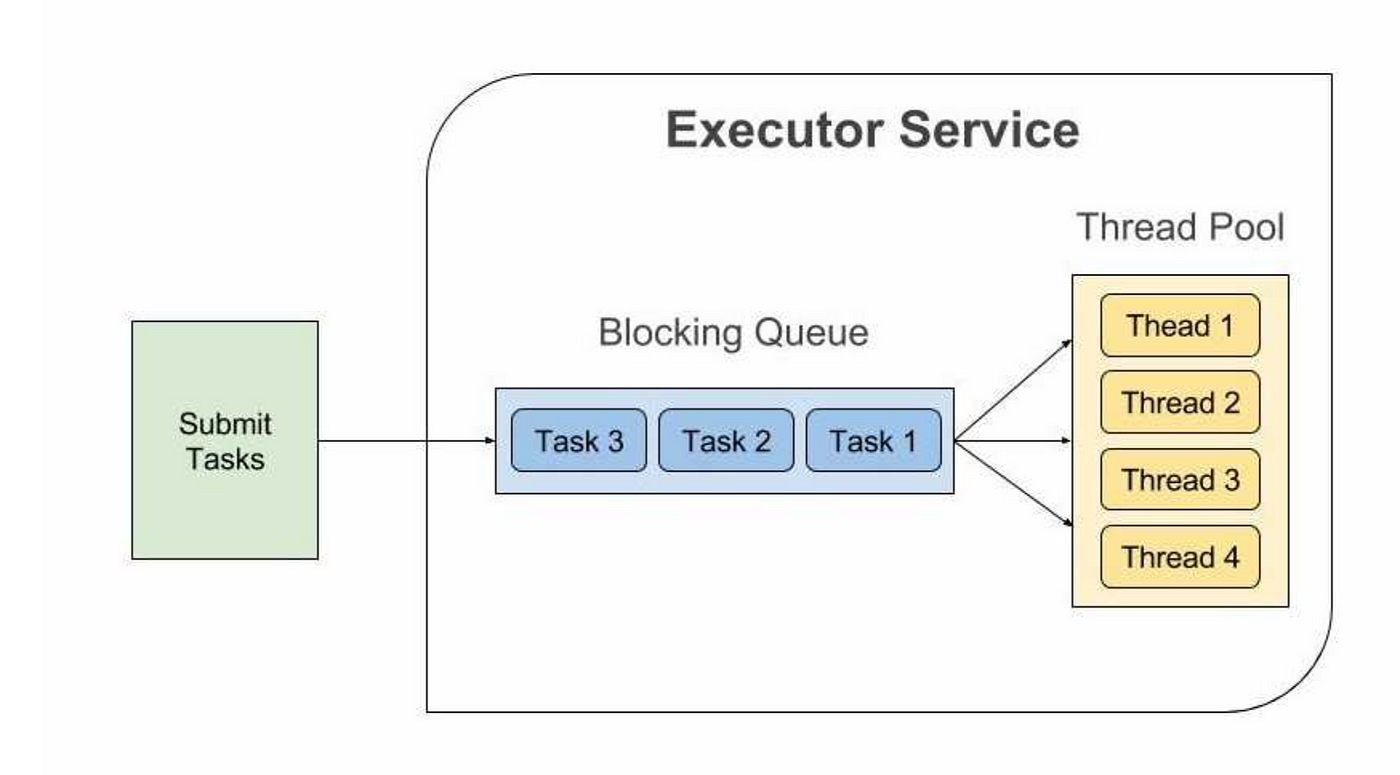 Executor Service
Thread Pool
Blocking Queue
Submit
Tasks
Task 3
Task 2
Task 1
Thead 1
Thread 2
Thread 3
Thread 4